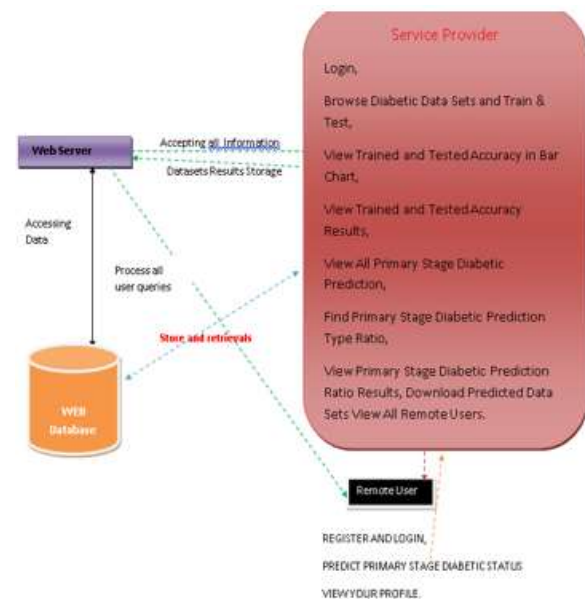 Service Provider
Login,
Browse Diabetic Data Sets and Train &
Test,
View Trained and Tested Accuracy in Bar
Chart,
View Trained and Tested Accuracy
Results,
View All Primary Stage Diabetic
Prediction,
Find Primary Stage Diabetic Prediction
Type Ratio,
View Primary Stage Diabetic Prediction
Ratio Results, Download Predicted Data
Sets View All Remote Users.
Web Server
Accepting all Information
Datasets Results Storage
Accessing
Data
Process all
user queries
Store and retrievals
WEB
Database
Remote User
REGISTER AND LOGIN,
PREDICT PRIMARY STAGE DIABETIC STATUS
VIEW YOUR PROFILE.